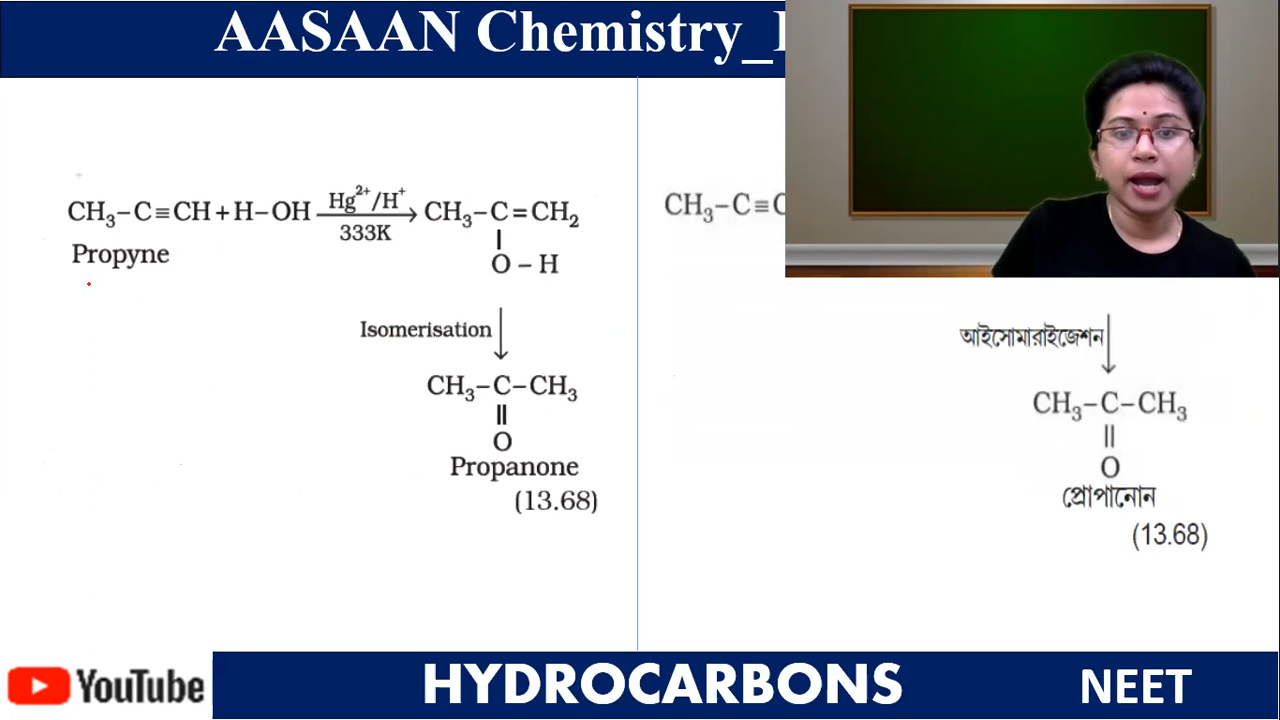 AASAAN Chemistry_
CH₃–C≡CH + H–OH Hg²⁺/H⁺ 333K → CH₃–C=CH₂
Propyne
O – H
Isomerisation
CH₃–C–CH₃
O
Propanone
(13.68)
CH₃–C≡
আইসোমারাইজেশন
CH₃–C–CH₃
O
প্রোপানোন
(13.68)
YouTube
HYDROCARBONS
NEET